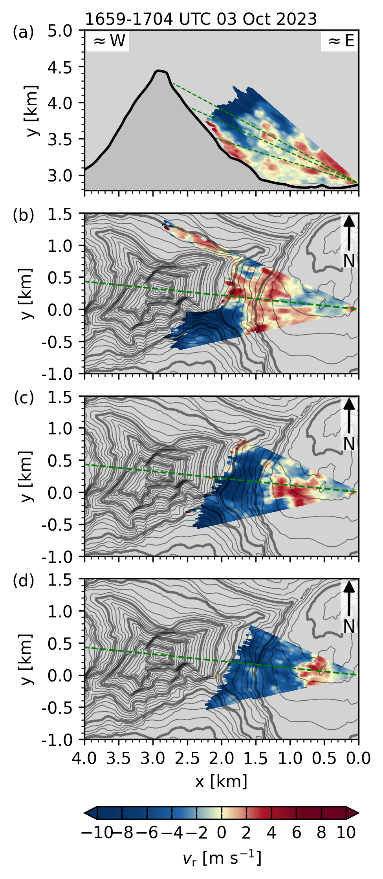 1659-1704 UTC 03 Oct 2023
(a)
≈ W
≈ E
5.0
4.5
4.0
3.5
3.0
y [km]
(b)
1.5
1.0
0.5
0.0
-0.5
-1.0
y [km]
N
(c)
1.5
1.0
0.5
0.0
-0.5
-1.0
y [km]
N
(d)
1.5
1.0
0.5
0.0
-0.5
-1.0
y [km]
N
4.0 3.5 3.0 2.5 2.0 1.5 1.0 0.5 0.0
x [km]
−10 −8 −6 −4 −2 0 2 4 6 8 10
vr [m s⁻¹]